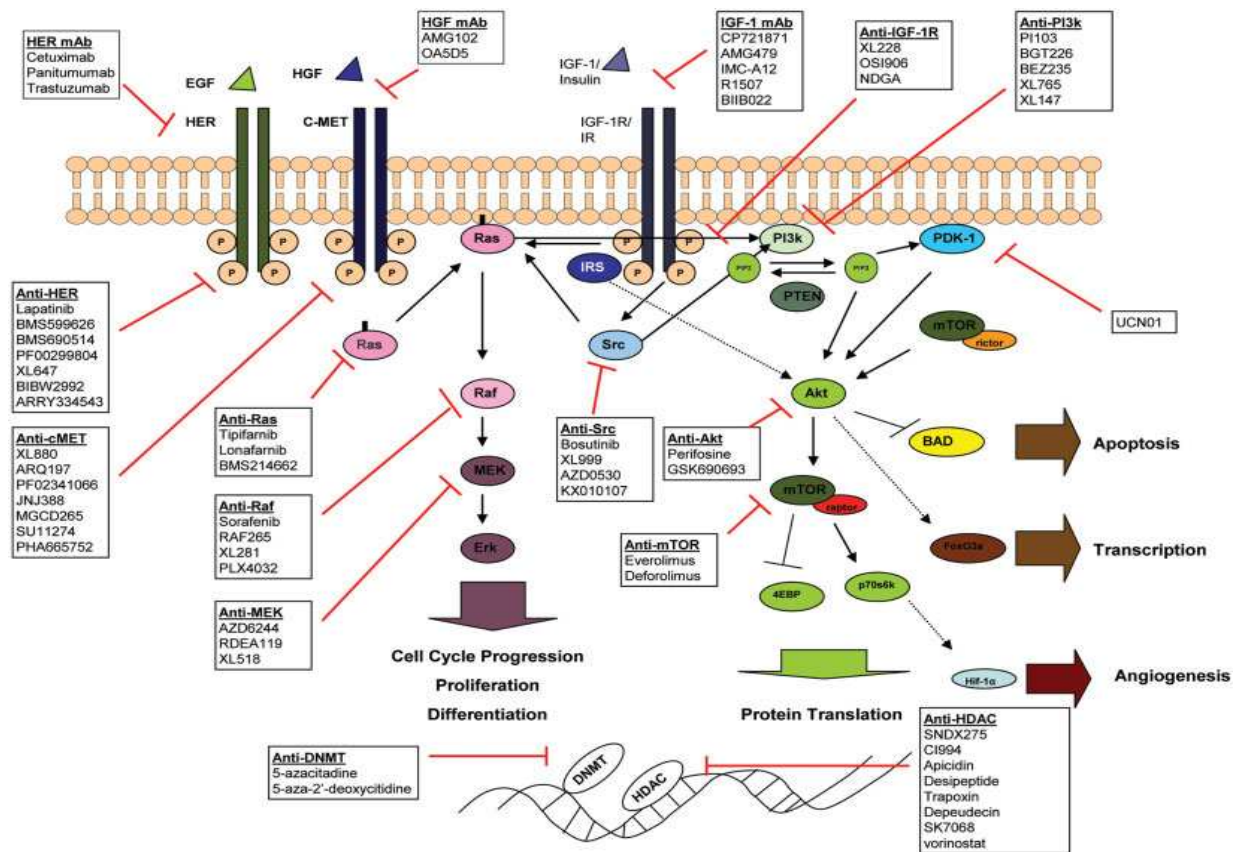 HER mAb
Cetuximab
Panitumumab
Trastuzumab
HGF mAb
AMG102
OA5D5
IGF-1 mAb
CP721871
AMG479
IMC-A12
R1507
BIIB022
Anti-IGF-1R
XL228
OSI906
NDGA
Anti-PI3k
PI103
BGT226
BEZ235
XL765
XL147
EGF
HER
HGF
C-MET
IGF-1/
Insulin
IGF-1R/
IR
P
P
P
P
P
P
P
P
P
P
P
P
Ras
IRS
PI3k
PIP2
PIP3
PTEN
PDK-1
UCN01
mTOR
rictor
Ras
Src
Raf
Akt
BAD
Apoptosis
MEK
mTOR
raptor
Erk
4EBP
p70s6k
FoxO3a
Transcription
Hif-1α
Angiogenesis
Anti-HER
Lapatinib
BMS599626
BMS690514
PF00299804
XL647
BIBW2992
ARRY334543
Anti-cMET
XL880
ARQ197
PF02341066
JNJ388
MGCD265
SU11274
PHA665752
Anti-Ras
Tipifarnib
Lonafarnib
BMS214662
Anti-Raf
Sorafenib
RAF265
XL281
PLX4032
Anti-MEK
AZD6244
RDEA119
XL518
Anti-Src
Bosutinib
XL999
AZD0530
KX010107
Anti-Akt
Perifosine
GSK690693
Anti-mTOR
Everolimus
Deforolimus
Cell Cycle Progression
Proliferation
Differentiation
Protein Translation
Anti-DNMT
5-azacitadine
5-aza-2'-deoxycitidine
DNMT
HDAC
Anti-HDAC
SNDX275
CI994
Apicidin
Desipeptide
Trapoxin
Depeudecin
SK7068
vorinostat